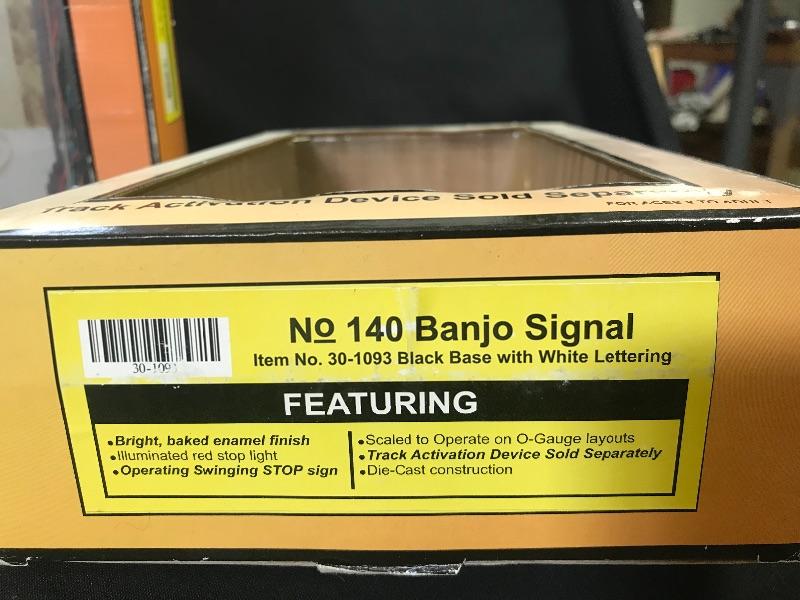 Track Activation Device Sold Separately
No 140 Banjo Signal
Item No. 30-1093 Black Base with White Lettering
30-1093
FEATURING
•Bright, baked enamel finish
•Illuminated red stop light
•Operating Swinging STOP sign
•Scaled to Operate on O-Gauge layouts
•Track Activation Device Sold Separately
•Die-Cast construction